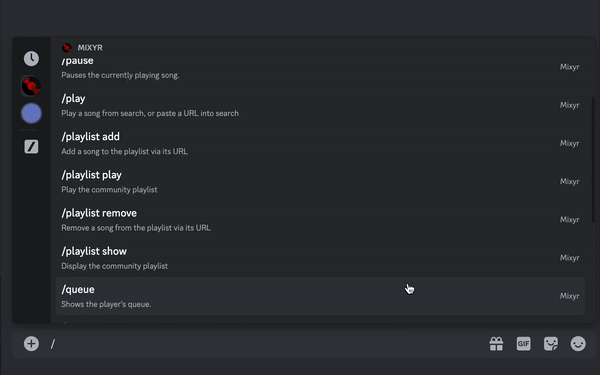 MIXYR
/pause
Pauses the currently playing song.
Mixyr
/play
Play a song from search, or paste a URL into search
Mixyr
/playlist add
Add a song to the playlist via its URL
Mixyr
/playlist play
Play the community playlist
Mixyr
/playlist remove
Remove a song from the playlist via its URL
Mixyr
/playlist show
Display the community playlist
Mixyr
/queue
Shows the player's queue.
Mixyr
/
GIF